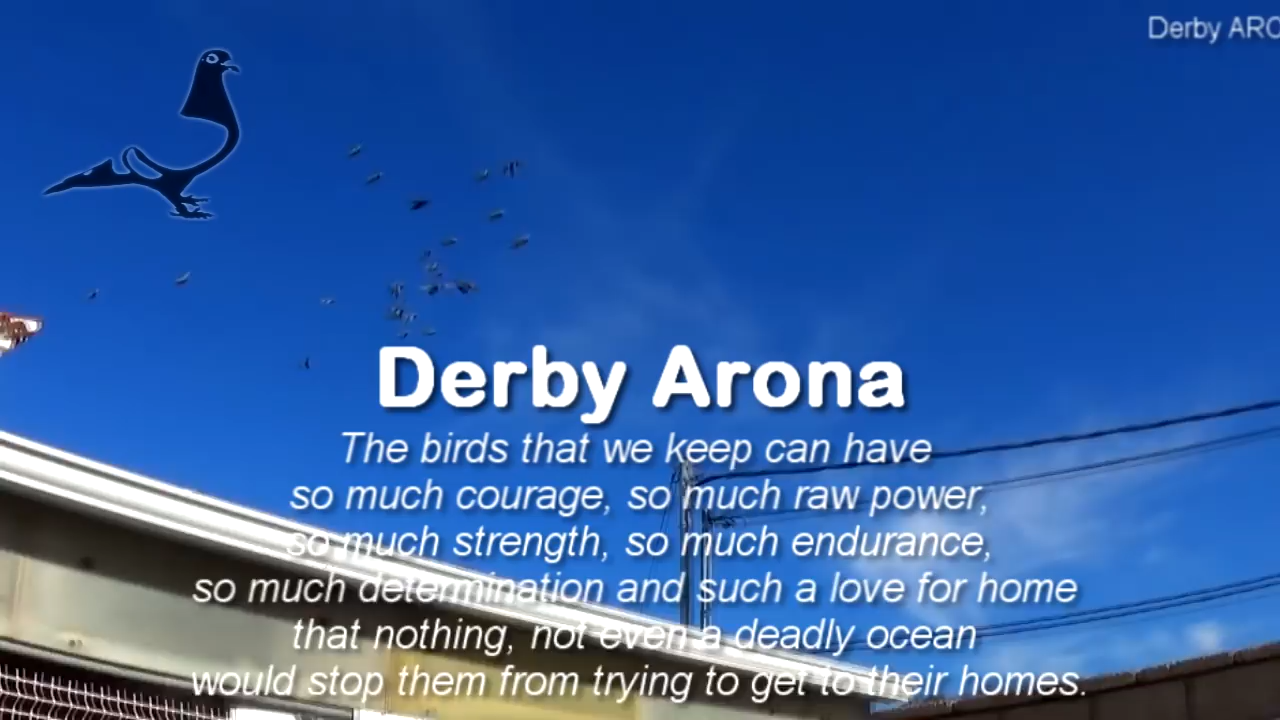 Derby ARO
Derby Arona
The birds that we keep can have
so much courage, so much raw power,
so much strength, so much endurance,
so much determination and such a love for home
that nothing, not even a deadly ocean
would stop them from trying to get to their homes.